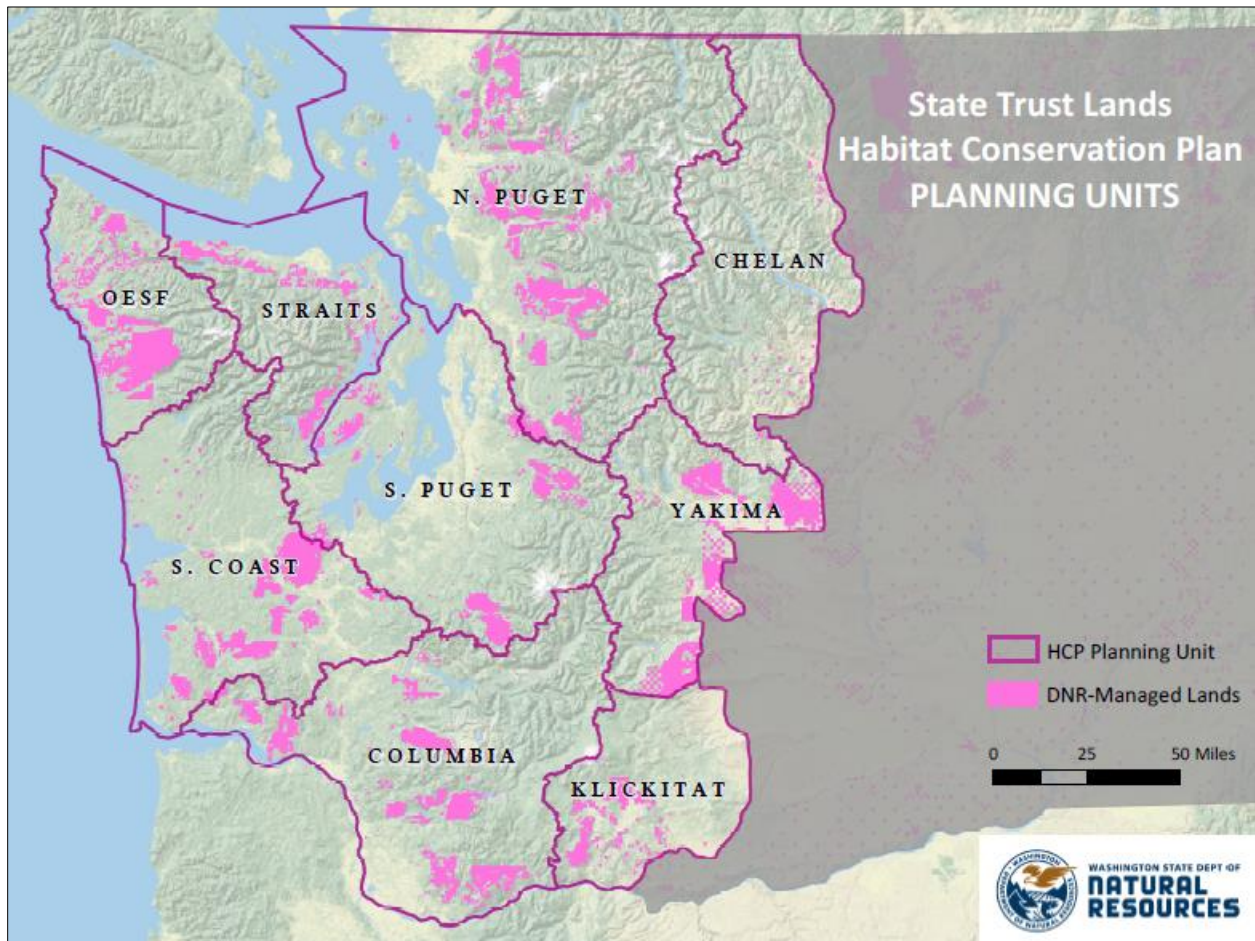 State Trust Lands
Habitat Conservation Plan
PLANNING UNITS
N. PUGET
CHELAN
OESF
STRAITS
S. PUGET
YAKIMA
S. COAST
COLUMBIA
KLICKITAT
HCP Planning Unit
DNR-Managed Lands
0 25 50 Miles
WASHINGTON STATE DEPT OF
NATURAL
RESOURCES